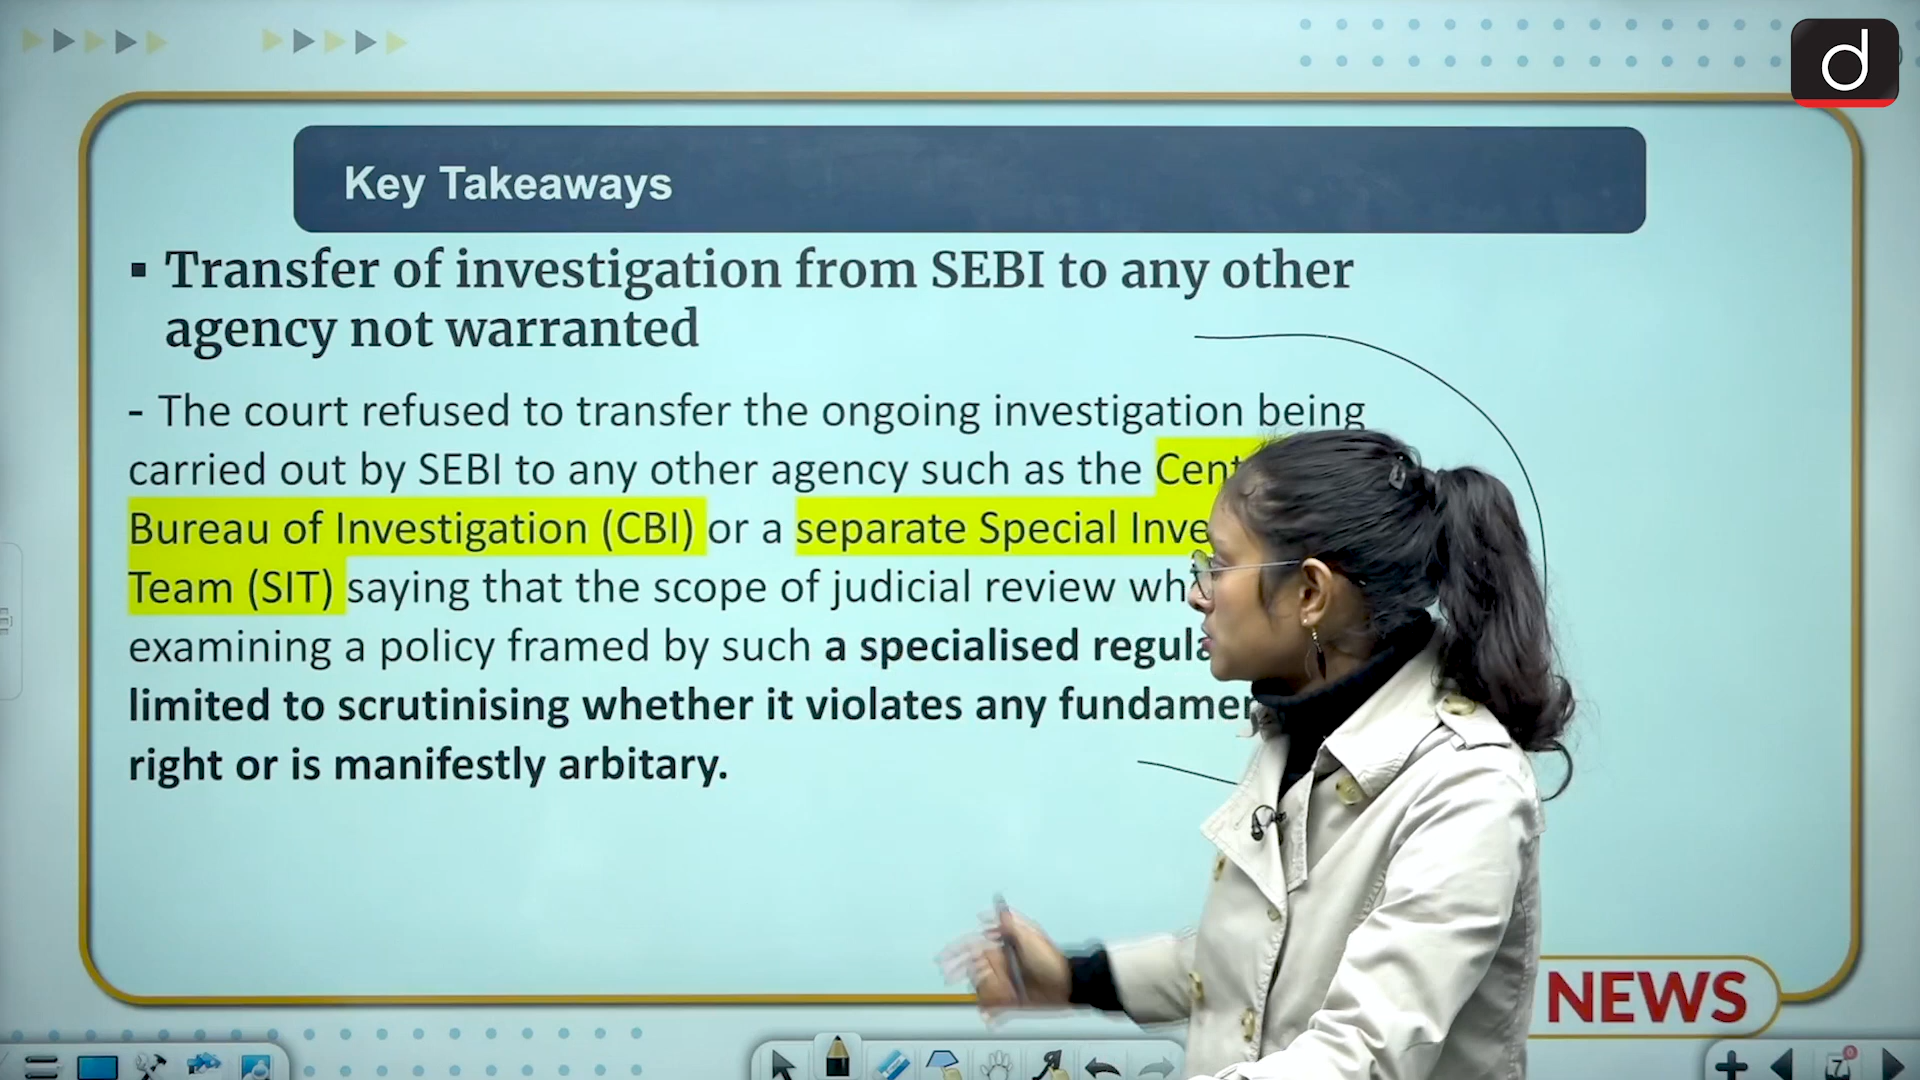 d
Key Takeaways
▪ Transfer of investigation from SEBI to any other
agency not warranted
- The court refused to transfer the ongoing investigation being
carried out by SEBI to any other agency such as the
Bureau of Investigation (CBI) or a separate Special
Team (SIT) saying that the scope of judicial review
examining a policy framed by such a specialised
limited to scrutinising whether it violates any
right or is manifestly arbitrary.
NEWS
7